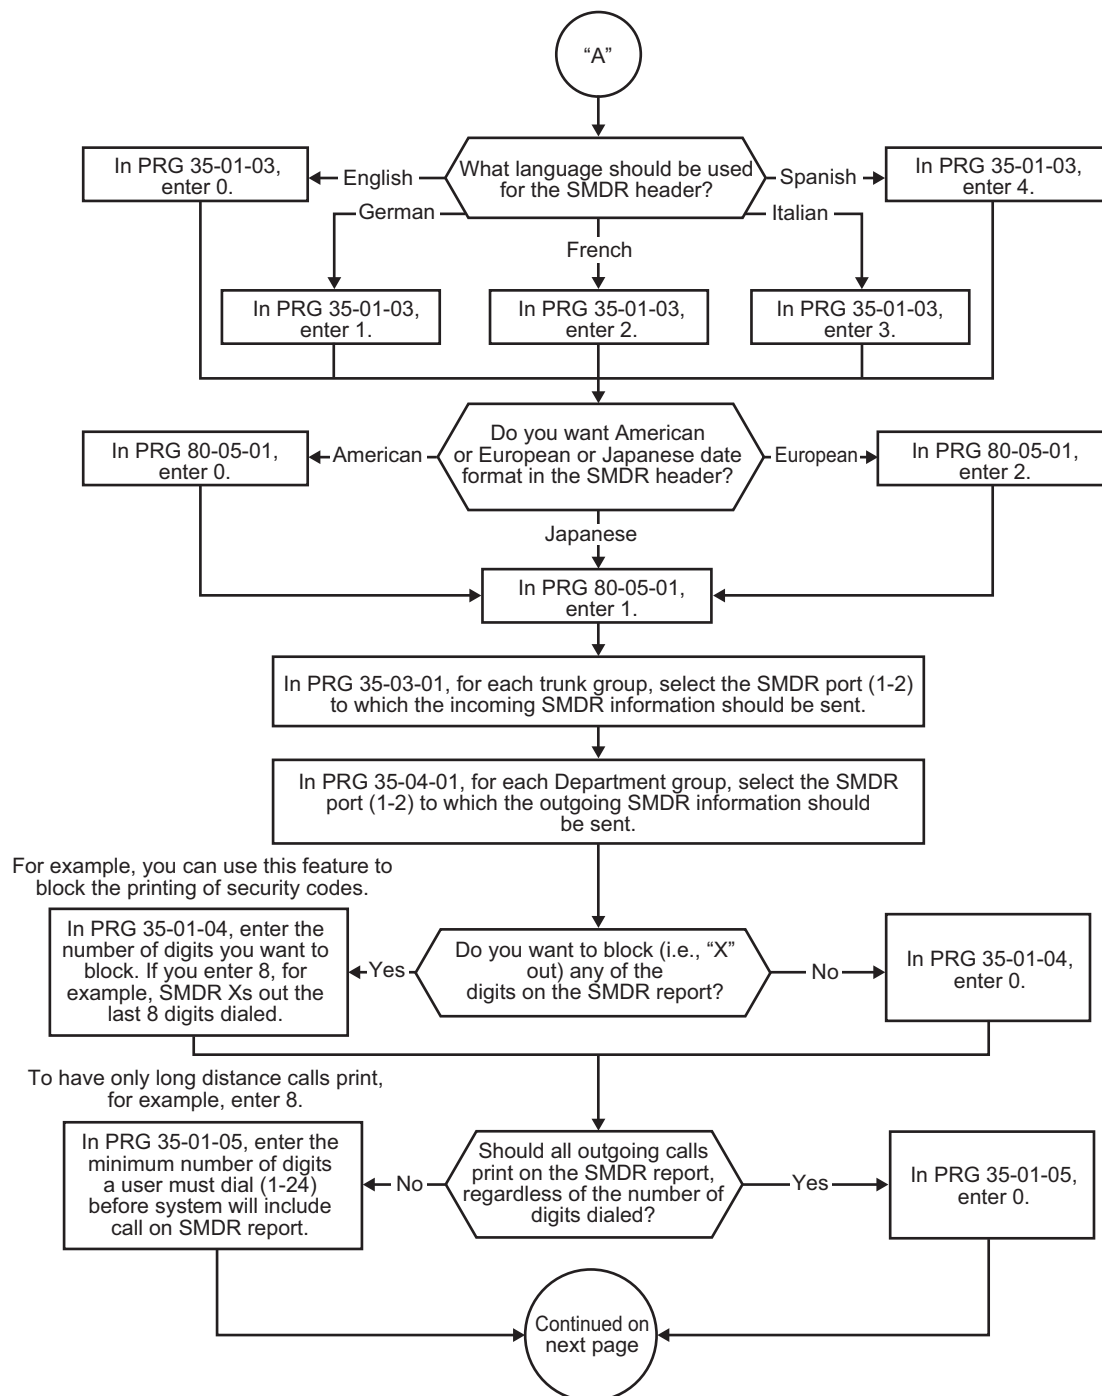 “A”
What language should be used
for the SMDR header?
English
In PRG 35-01-03,
enter 0.
Spanish
In PRG 35-01-03,
enter 4.
German
French
Italian
In PRG 35-01-03,
enter 1.
In PRG 35-01-03,
enter 2.
In PRG 35-01-03,
enter 3.
Do you want American
or European or Japanese date
format in the SMDR header?
American
In PRG 80-05-01,
enter 0.
European
In PRG 80-05-01,
enter 2.
Japanese
In PRG 80-05-01,
enter 1.
In PRG 35-03-01, for each trunk group, select the SMDR port (1-2)
to which the incoming SMDR information should be sent.
In PRG 35-04-01, for each Department group, select the SMDR
port (1-2) to which the outgoing SMDR information should
be sent.
For example, you can use this feature to
block the printing of security codes.
In PRG 35-01-04, enter the
number of digits you want to
block. If you enter 8, for
example, SMDR Xs out the
last 8 digits dialed.
Yes
Do you want to block (i.e., “X”
out) any of the
digits on the SMDR report?
No
In PRG 35-01-04,
enter 0.
To have only long distance calls print,
for example, enter 8.
In PRG 35-01-05, enter the
minimum number of digits
a user must dial (1-24)
before system will include
call on SMDR report.
No
Should all outgoing calls
print on the SMDR report,
regardless of the number of
digits dialed?
Yes
In PRG 35-01-05,
enter 0.
Continued on
next page